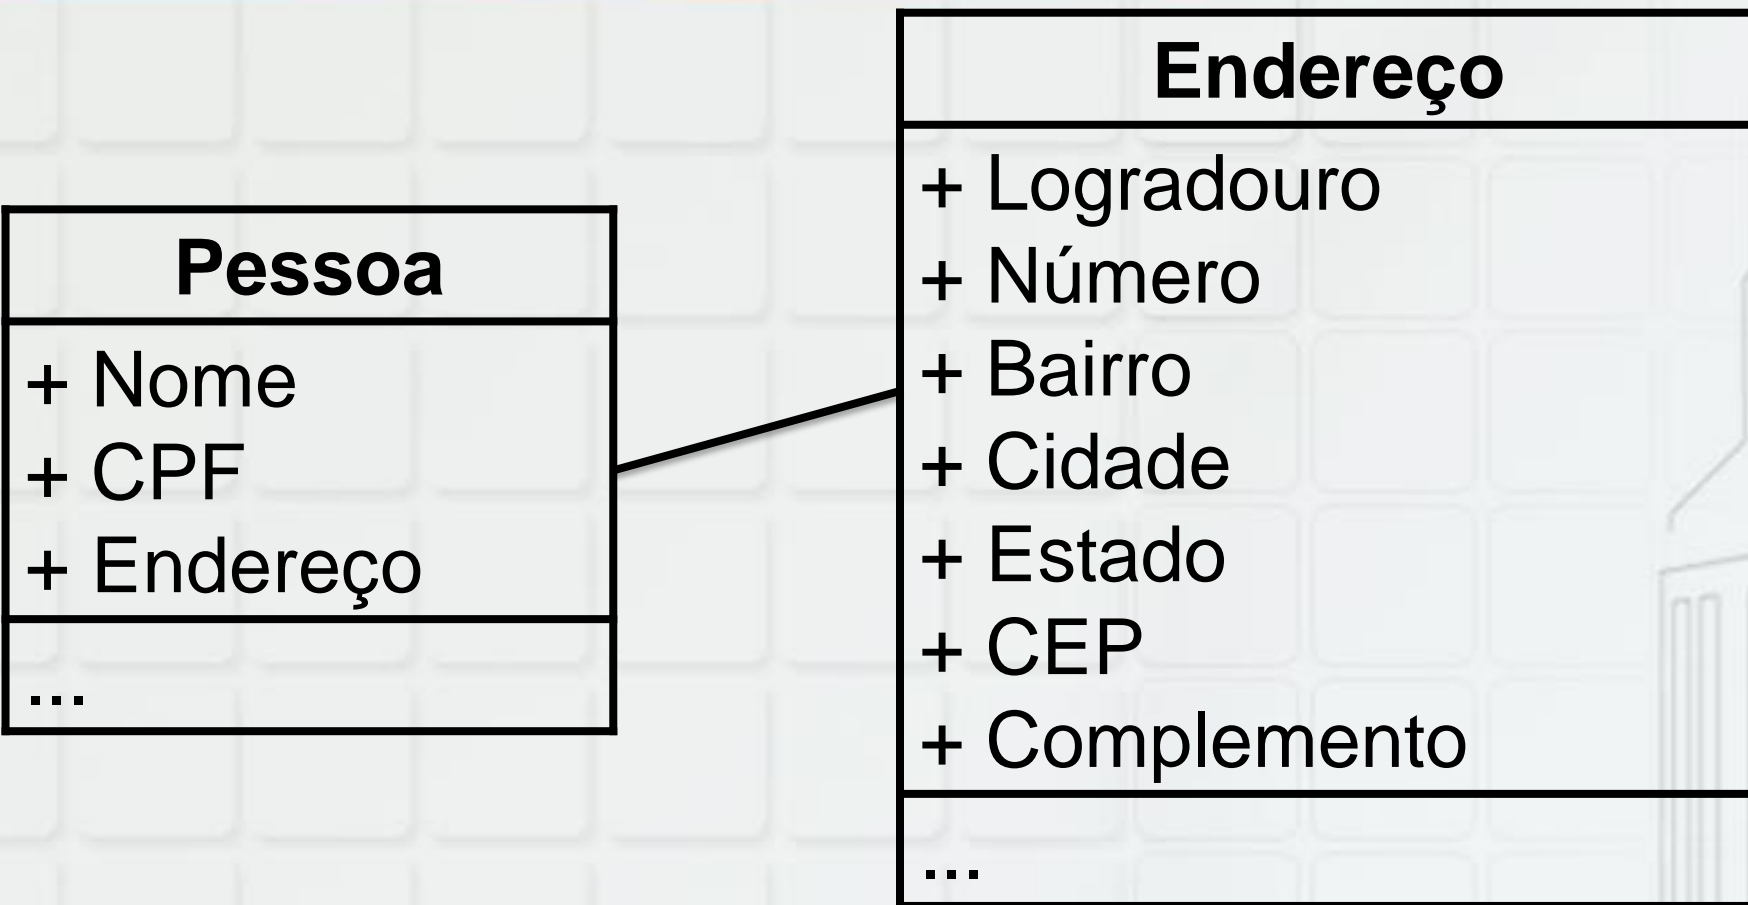 Pessoa
+ Nome
+ CPF
+ Endereço
...
Endereço
+ Logradouro
+ Número
+ Bairro
+ Cidade
+ Estado
+ CEP
+ Complemento
...